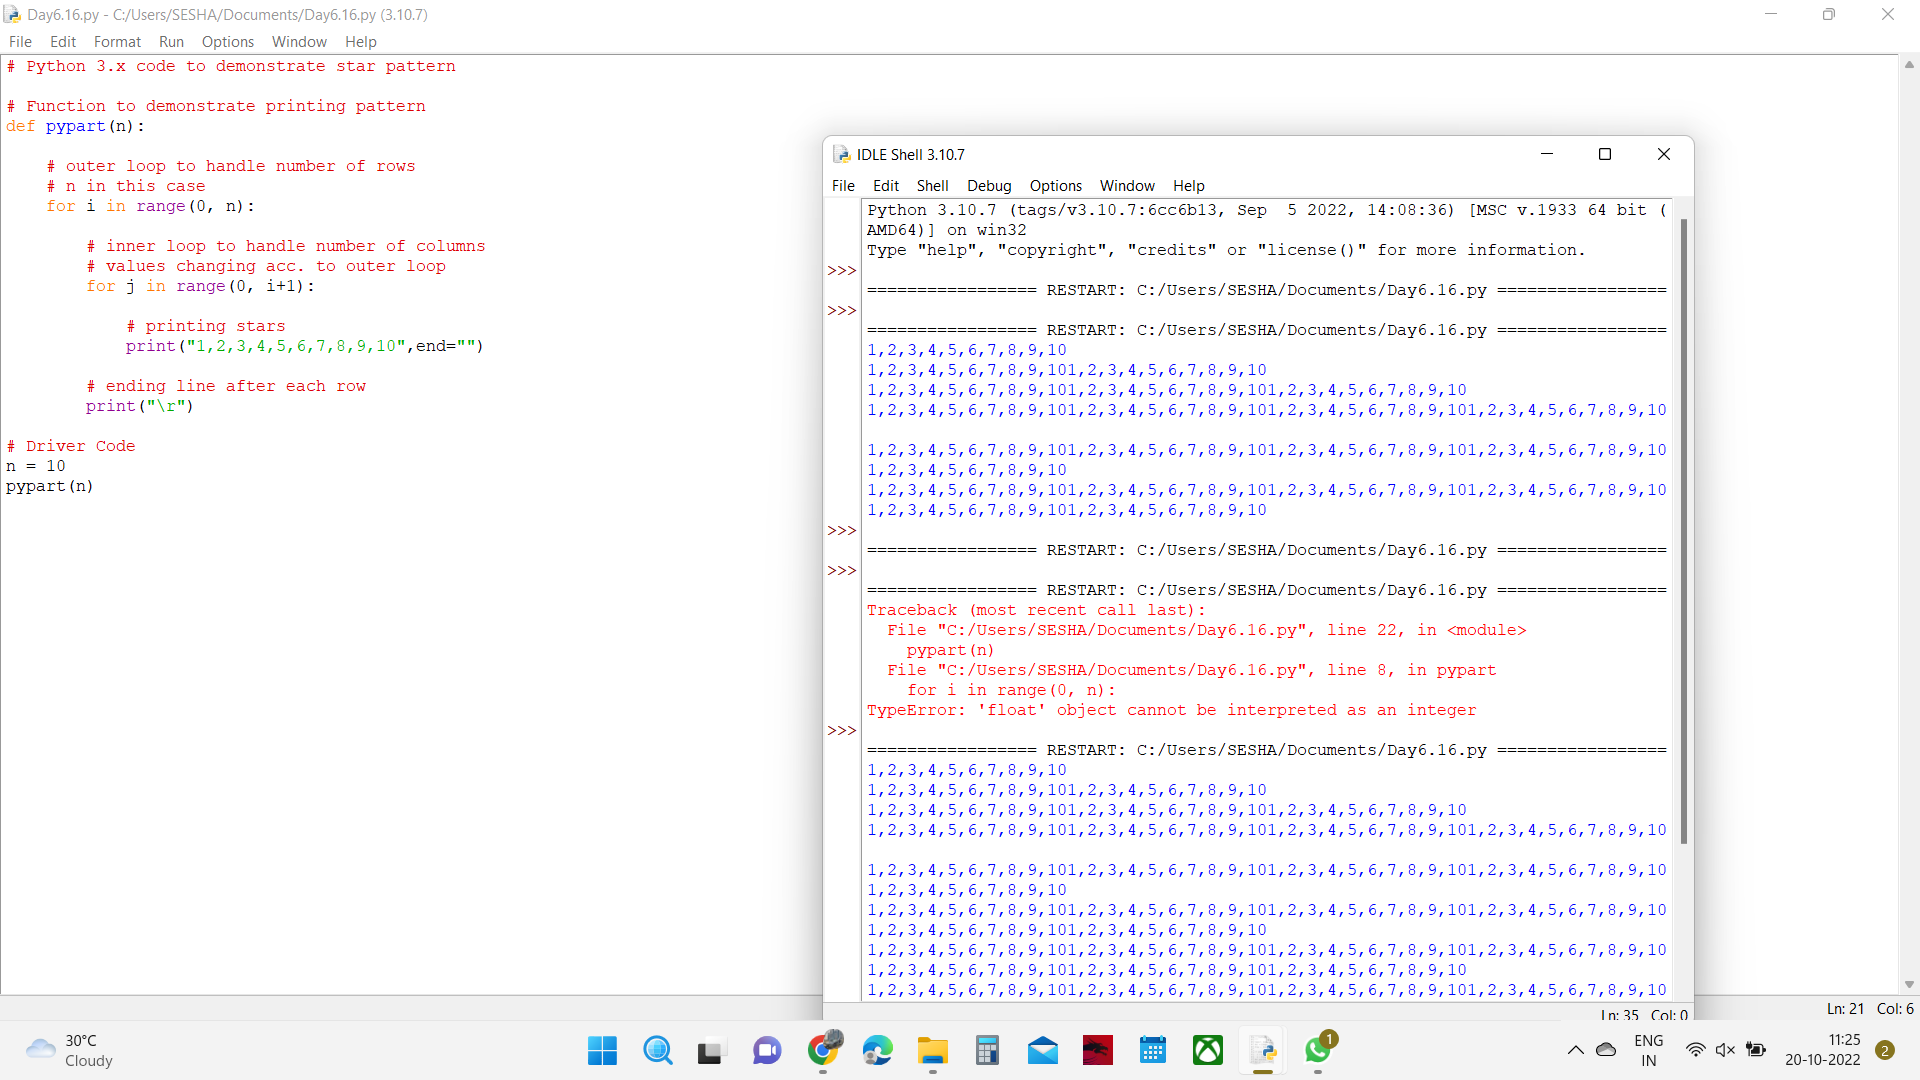 Day6.16.py - C:/Users/SESHA/Documents/Day6.16.py (3.10.7)
File Edit Format Run Options Window Help
# Python 3.x code to demonstrate star pattern
# Function to demonstrate printing pattern
def pypart(n):
# outer loop to handle number of rows
# n in this case
for i in range(0, n):
# inner loop to handle number of columns
# values changing acc. to outer loop
for j in range(0, i+1):
# printing stars
print("1,2,3,4,5,6,7,8,9,10",end="")
# ending line after each row
print("\r")
# Driver Code
n = 10
pypart(n)
IDLE Shell 3.10.7
File Edit Shell Debug Options Window Help
Python 3.10.7 (tags/v3.10.7:6cc6b13, Sep  5 2022, 14:08:36) [MSC v.1933 64 bit (
AMD64)] on win32
Type "help", "copyright", "credits" or "license()" for more information.
>>>
================= RESTART: C:/Users/SESHA/Documents/Day6.16.py =================
>>>
================= RESTART: C:/Users/SESHA/Documents/Day6.16.py =================
1,2,3,4,5,6,7,8,9,10
1,2,3,4,5,6,7,8,9,101,2,3,4,5,6,7,8,9,10
1,2,3,4,5,6,7,8,9,101,2,3,4,5,6,7,8,9,101,2,3,4,5,6,7,8,9,10
1,2,3,4,5,6,7,8,9,101,2,3,4,5,6,7,8,9,101,2,3,4,5,6,7,8,9,101,2,3,4,5,6,7,8,9,10
1,2,3,4,5,6,7,8,9,101,2,3,4,5,6,7,8,9,101,2,3,4,5,6,7,8,9,101,2,3,4,5,6,7,8,9,10
1,2,3,4,5,6,7,8,9,10
1,2,3,4,5,6,7,8,9,101,2,3,4,5,6,7,8,9,101,2,3,4,5,6,7,8,9,101,2,3,4,5,6,7,8,9,10
1,2,3,4,5,6,7,8,9,101,2,3,4,5,6,7,8,9,10
>>>
================= RESTART: C:/Users/SESHA/Documents/Day6.16.py =================
>>>
================= RESTART: C:/Users/SESHA/Documents/Day6.16.py =================
Traceback (most recent call last):
File "C:/Users/SESHA/Documents/Day6.16.py", line 22, in <module>
pypart(n)
File "C:/Users/SESHA/Documents/Day6.16.py", line 8, in pypart
for i in range(0, n):
TypeError: 'float' object cannot be interpreted as an integer
>>>
================= RESTART: C:/Users/SESHA/Documents/Day6.16.py =================
1,2,3,4,5,6,7,8,9,10
1,2,3,4,5,6,7,8,9,101,2,3,4,5,6,7,8,9,10
1,2,3,4,5,6,7,8,9,101,2,3,4,5,6,7,8,9,101,2,3,4,5,6,7,8,9,10
1,2,3,4,5,6,7,8,9,101,2,3,4,5,6,7,8,9,101,2,3,4,5,6,7,8,9,101,2,3,4,5,6,7,8,9,10
1,2,3,4,5,6,7,8,9,101,2,3,4,5,6,7,8,9,101,2,3,4,5,6,7,8,9,101,2,3,4,5,6,7,8,9,10
1,2,3,4,5,6,7,8,9,10
1,2,3,4,5,6,7,8,9,101,2,3,4,5,6,7,8,9,101,2,3,4,5,6,7,8,9,101,2,3,4,5,6,7,8,9,10
1,2,3,4,5,6,7,8,9,101,2,3,4,5,6,7,8,9,10
1,2,3,4,5,6,7,8,9,101,2,3,4,5,6,7,8,9,101,2,3,4,5,6,7,8,9,101,2,3,4,5,6,7,8,9,10
1,2,3,4,5,6,7,8,9,101,2,3,4,5,6,7,8,9,101,2,3,4,5,6,7,8,9,10
1,2,3,4,5,6,7,8,9,101,2,3,4,5,6,7,8,9,101,2,3,4,5,6,7,8,9,101,2,3,4,5,6,7,8,9,10
Ln: 35 Col: 0
Ln: 21 Col: 6
30°C
Cloudy
1
ENG
IN
11:25
20-10-2022
2